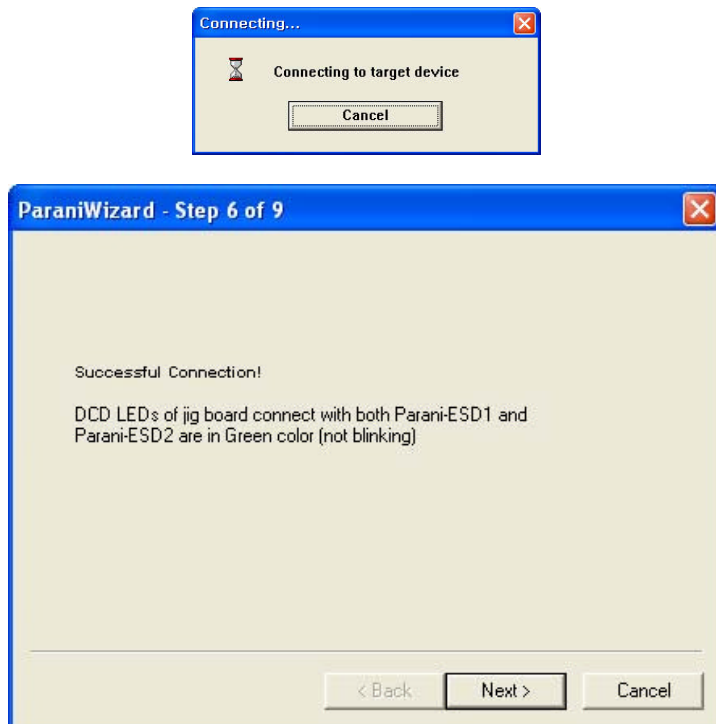 Connecting...
Connecting to target device
Cancel
ParaniWizard - Step 6 of 9
Successful Connection!
DCD LEDs of jig board connect with both Parani-ESD1 and
Parani-ESD2 are in Green color (not blinking)
< Back Next > Cancel